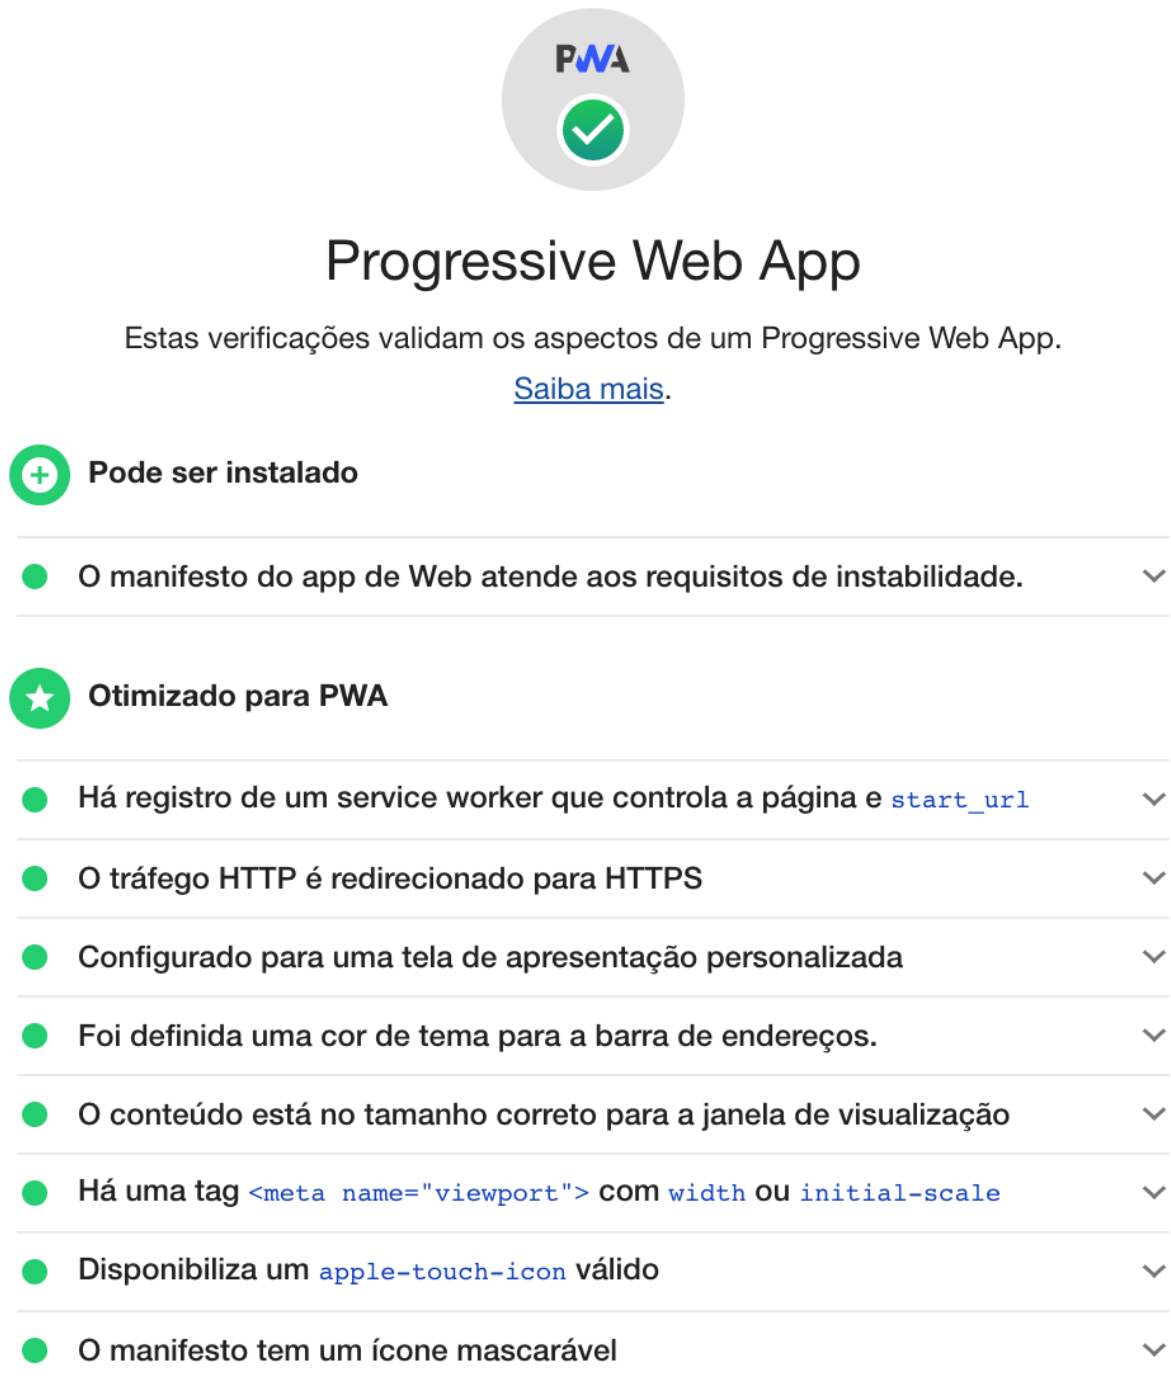 PWA
Progressive Web App
Estas verificações validam os aspectos de um Progressive Web App.
Saiba mais.
Pode ser instalado
O manifesto do app de Web atende aos requisitos de instabilidade.
Otimizado para PWA
Há registro de um service worker que controla a página e start_url
O tráfego HTTP é redirecionado para HTTPS
Configurado para uma tela de apresentação personalizada
Foi definida uma cor de tema para a barra de endereços.
O conteúdo está no tamanho correto para a janela de visualização
Há uma tag <meta name="viewport"> com width ou initial-scale
Disponibiliza um apple-touch-icon válido
O manifesto tem um ícone mascarável